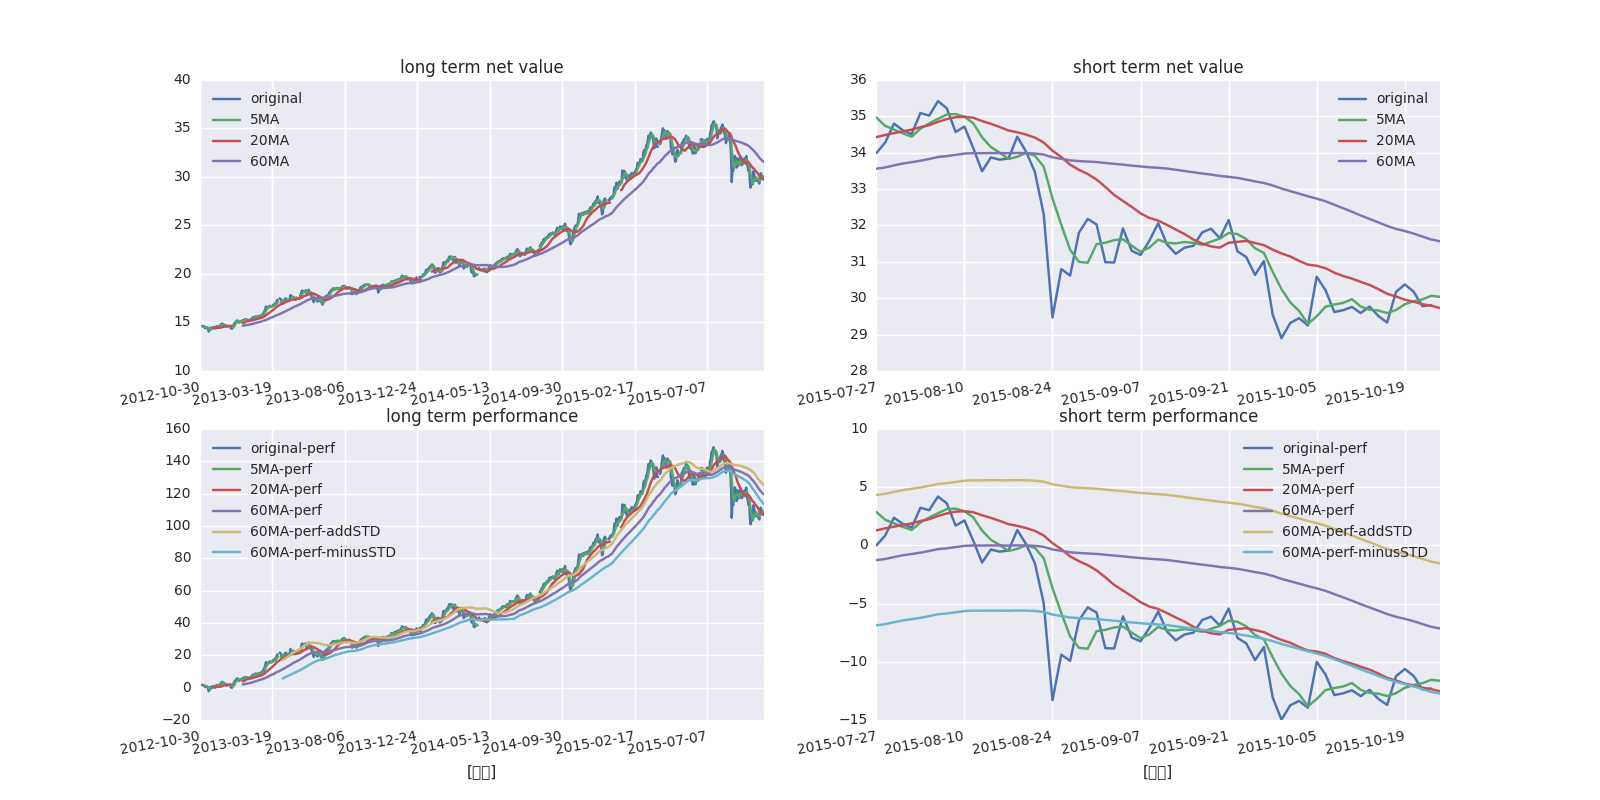 long term net value
40
35
30
25
20
15
10
original
5MA
20MA
60MA
2012-10-30
2013-03-19
2013-08-06
2013-12-24
2014-05-13
2014-09-30
2015-02-17
2015-07-07
short term net value
36
35
34
33
32
31
30
29
28
original
5MA
20MA
60MA
2015-07-27
2015-08-10
2015-08-24
2015-09-07
2015-09-21
2015-10-05
2015-10-19
long term performance
160
140
120
100
80
60
40
20
0
−20
original-perf
5MA-perf
20MA-perf
60MA-perf
60MA-perf-addSTD
60MA-perf-minusSTD
2012-10-30
2013-03-19
2013-08-06
2013-12-24
2014-05-13
2014-09-30
2015-02-17
2015-07-07
short term performance
10
5
0
−5
−10
−15
original-perf
5MA-perf
20MA-perf
60MA-perf
60MA-perf-addSTD
60MA-perf-minusSTD
2015-07-27
2015-08-10
2015-08-24
2015-09-07
2015-09-21
2015-10-05
2015-10-19